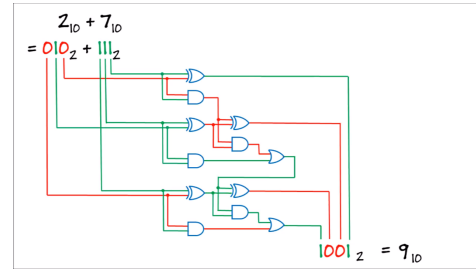 2₁₀ + 7₁₀
= 010₂ + 111₂
1001₂ = 9₁₀